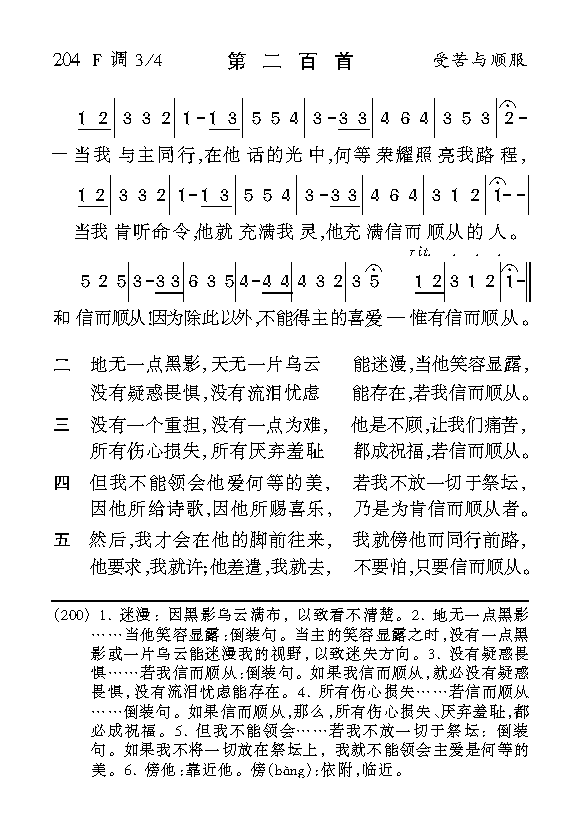 204 F 调 3/4 第二百首 受苦与顺服
1 2|3 3 2|1 - 1 3|5 5 4|3 - 3 3|4 6 4|3 5 3|2 -
一 当我 与主同行,在他 话的光 中,何等 荣耀照 亮我路 程,
1 2|3 3 2|1 - 1 3|5 5 4|3 - 3 3|4 6 4|3 1 2|1 - -|
当我 肯听命令,他就 充满我 灵,他充 满信而 顺从的 人。
rit. . . .
5 2 5|3 - 3 3|6 3 5|4 - 4 4|4 3 2|3 5 1 2|3 1 2|1 -‖
和 信而顺从!因为除此以外,不能得主的喜爱 — 惟有信而顺从。
二 地无一点黑影,天无一片乌云 能迷漫,当他笑容显露,
没有疑惑畏惧,没有流泪忧虑 能存在,若我信而顺从。
三 没有一个重担,没有一点为难, 他是不顾,让我们痛苦,
所有伤心损失,所有厌弃羞耻 都成祝福,若信而顺从。
四 但我不能领会他爱何等的美, 若我不放一切于祭坛,
因他所给诗歌,因他所赐喜乐, 乃是为肯信而顺从者。
五 然后,我才会在他的脚前往来, 我就傍他而同行前路,
他要求,我就许;他差遣,我就去, 不要怕,只要信而顺从。
(200) 1. 迷漫:因黑影乌云满布,以致看不清楚。2. 地无一点黑影
……当他笑容显露:倒装句。当主的笑容显露之时,没有一点黑
影或一片乌云能迷漫我的视野,以致迷失方向。3. 没有疑惑畏
惧……若我信而顺从:倒装句。如果我信而顺从,就必没有疑惑
畏惧,没有流泪忧虑能存在。4. 所有伤心损失……若信而顺从
……倒装句。如果信而顺从,那么,所有伤心损失、厌弃羞耻,都
必成祝福。5. 但我不能领会……若我不放一切于祭坛:倒装
句。如果我不将一切放在祭坛上,我就不能领会主爱是何等的
美。6. 傍他:靠近他。傍(bàng):依附,临近。